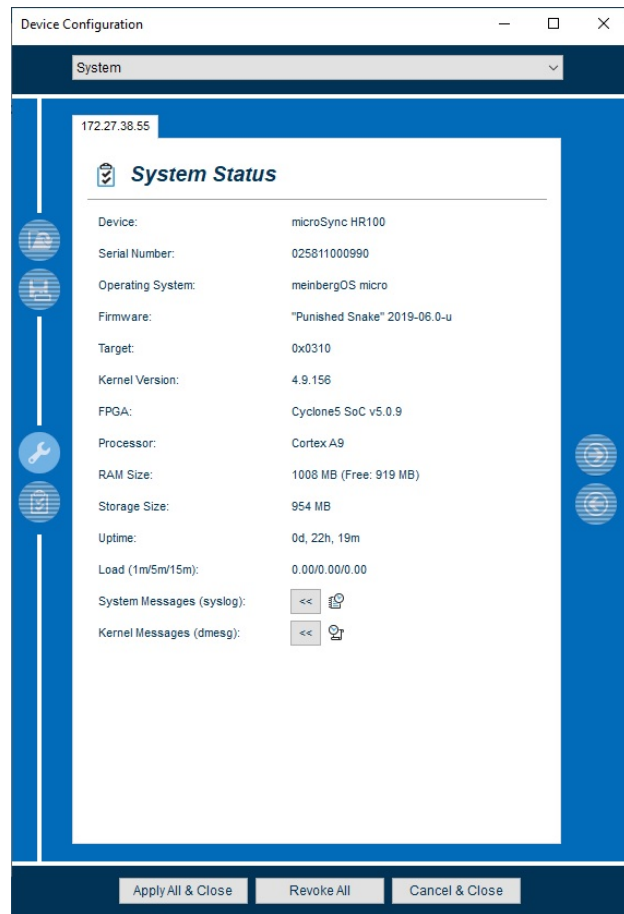 Device Configuration
System
172.27.38.55
System Status
Device: microSync HR100
Serial Number: 025811000990
Operating System: meinbergOS micro
Firmware: "Punished Snake" 2019-06.0-u
Target: 0x0310
Kernel Version: 4.9.156
FPGA: Cyclone5 SoC v5.0.9
Processor: Cortex A9
RAM Size: 1008 MB (Free: 919 MB)
Storage Size: 954 MB
Uptime: 0d, 22h, 19m
Load (1m/5m/15m): 0.00/0.00/0.00
System Messages (syslog): <<
Kernel Messages (dmesg): <<
Apply All & Close Revoke All Cancel & Close